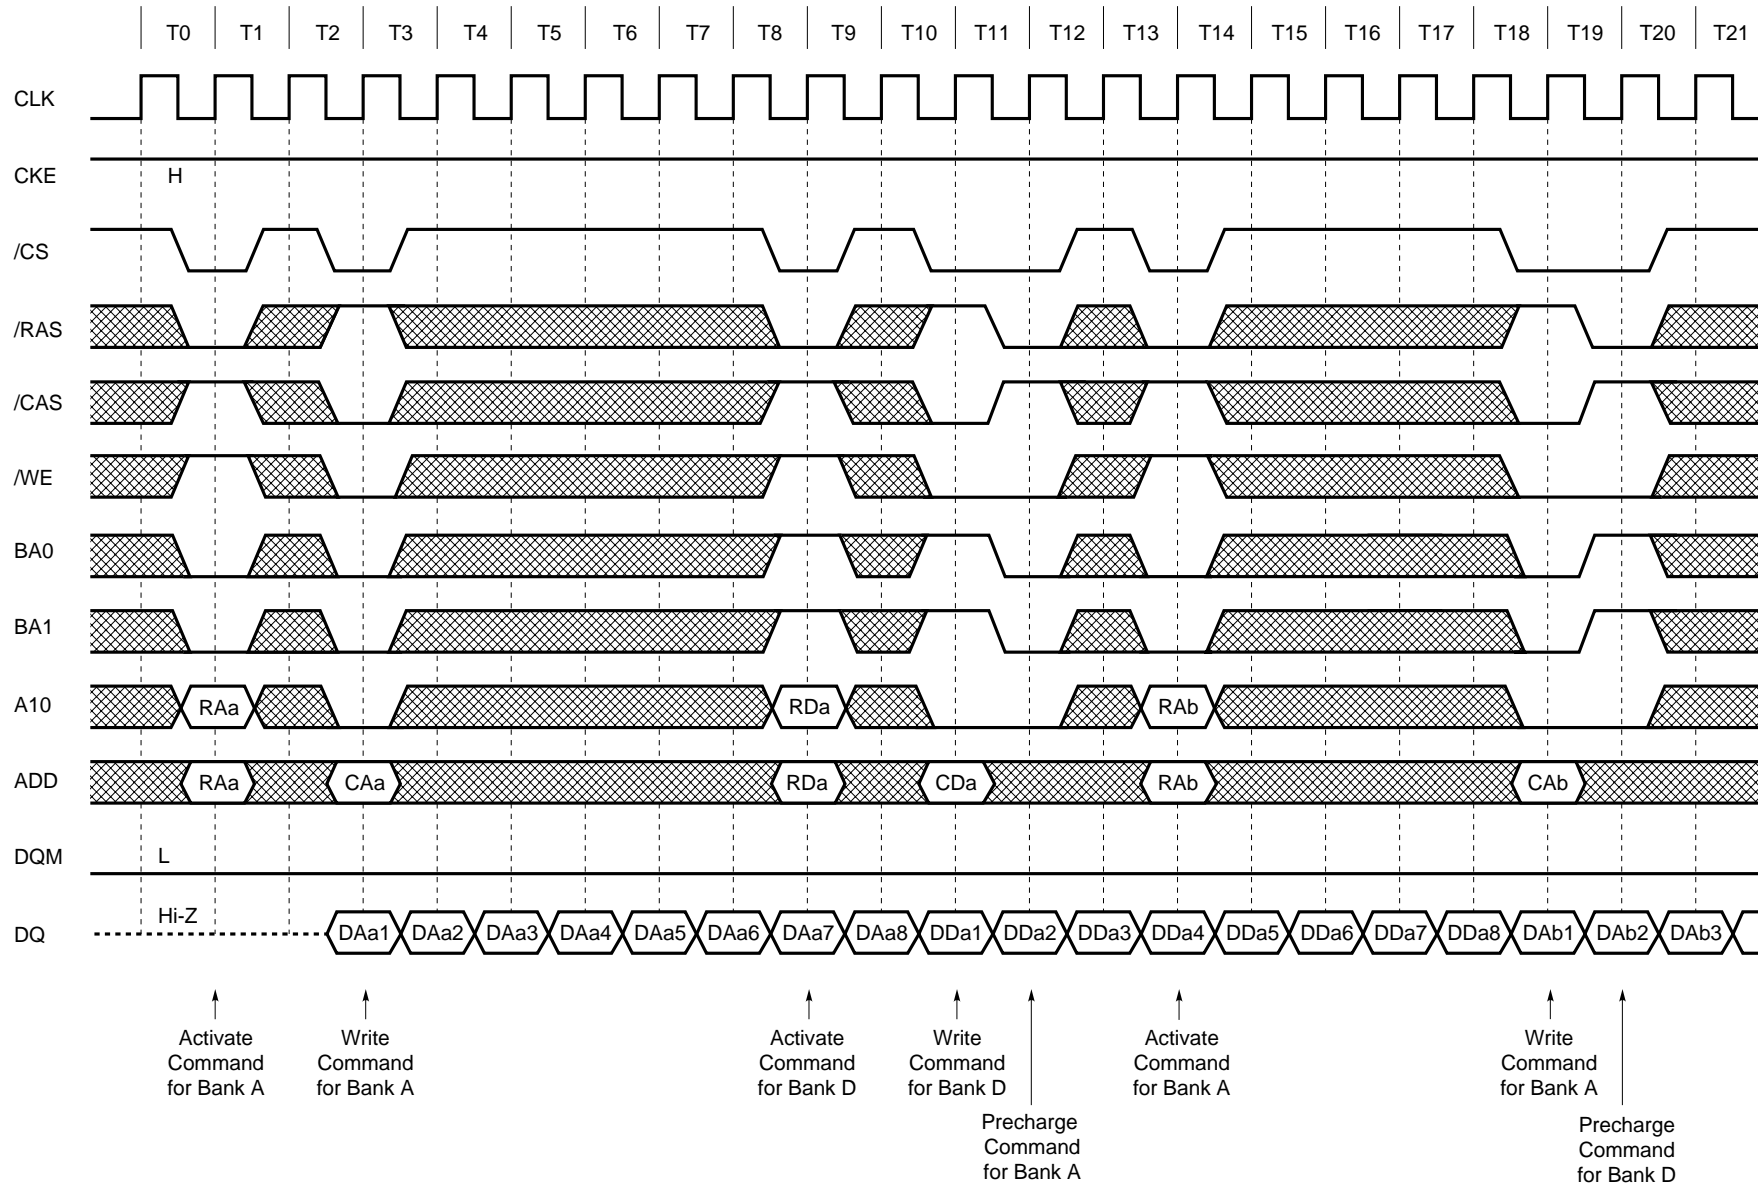 T0 T1 T2 T3 T4 T5 T6 T7 T8 T9 T10 T11 T12 T13 T14 T15 T16 T17 T18 T19 T20 T21
CLK
CKE H
/CS
/RAS
/CAS
/WE
BA0
BA1
A10 RAa RDa RAb
ADD RAa CAa RDa CDa RAb CAb
DQM L
DQ Hi-Z DAa1 DAa2 DAa3 DAa4 DAa5 DAa6 DAa7 DAa8 DDa1 DDa2 DDa3 DDa4 DDa5 DDa6 DDa7 DDa8 DAb1 DAb2 DAb3
Activate
Command
for Bank A
Write
Command
for Bank A
Activate
Command
for Bank D
Write
Command
for Bank D
Precharge
Command
for Bank A
Activate
Command
for Bank A
Write
Command
for Bank A
Precharge
Command
for Bank D